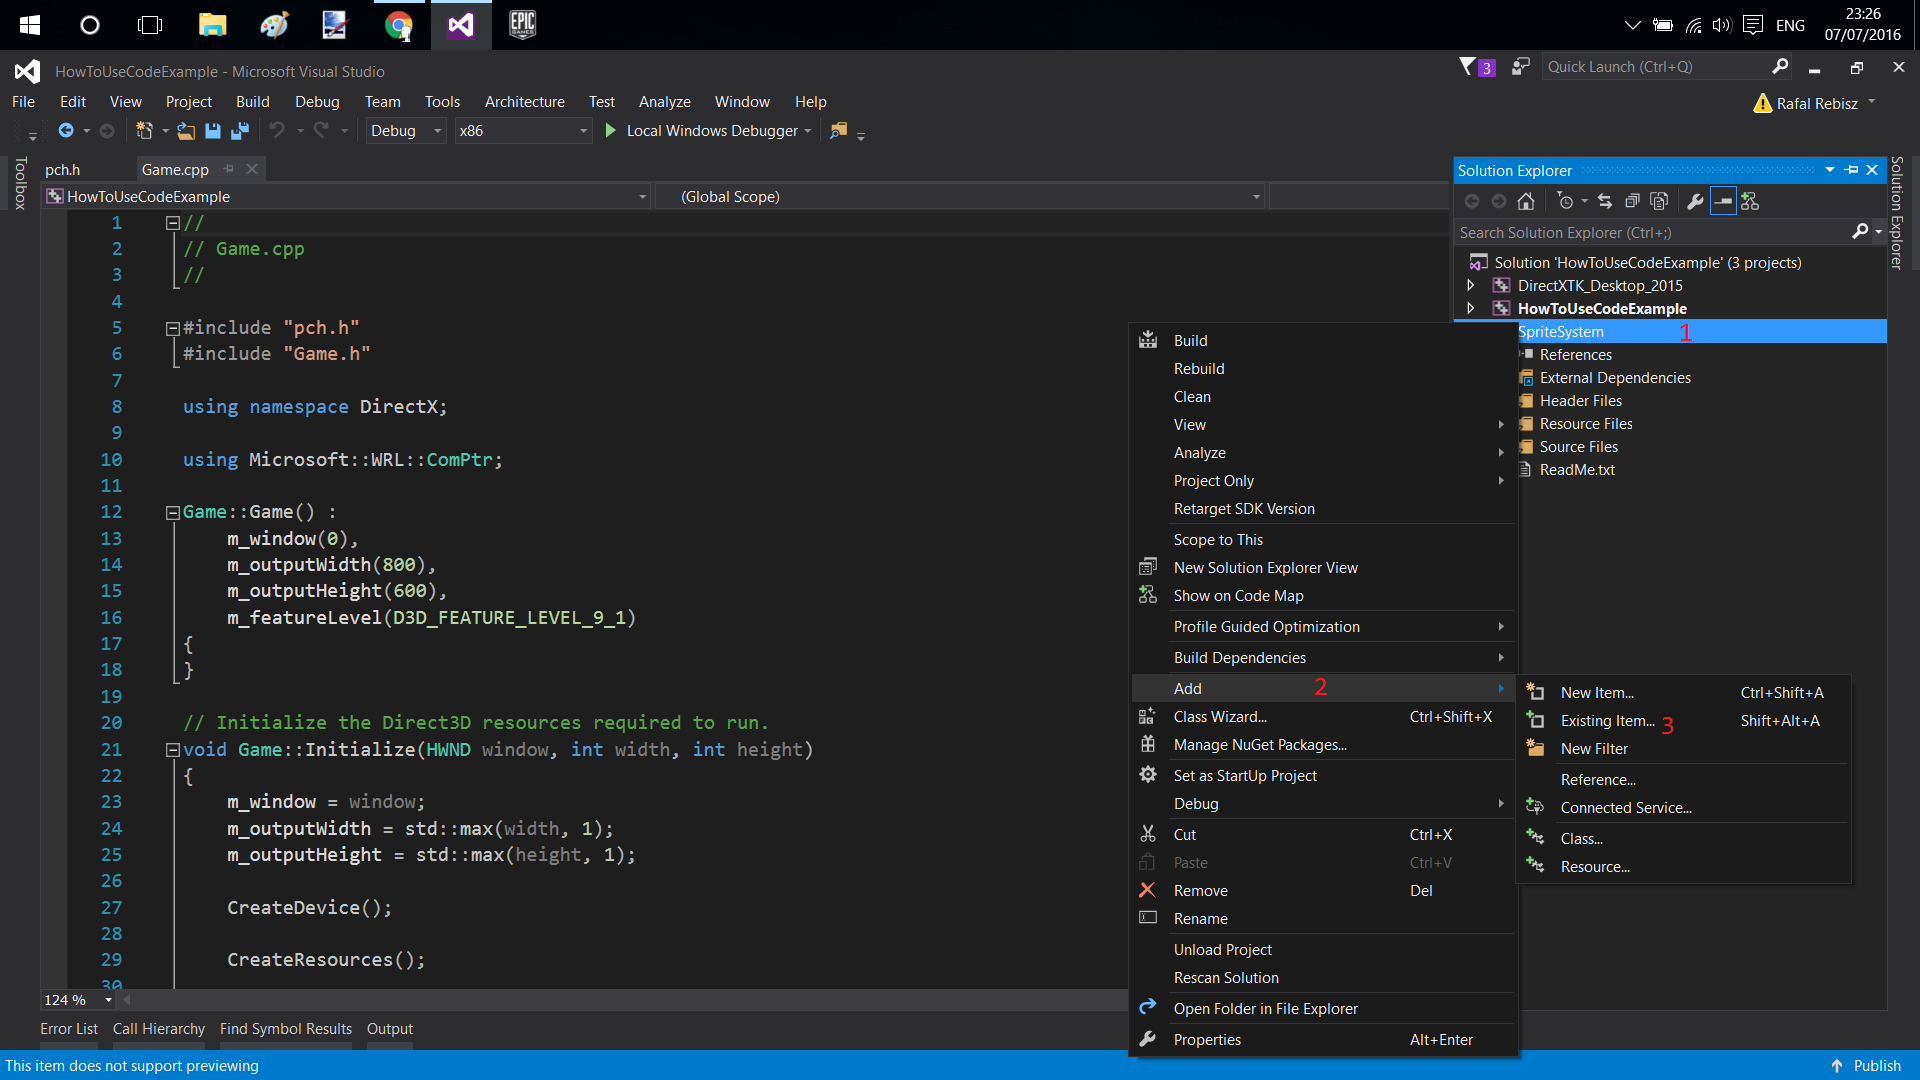 EPIC GAMES
ENG
23:26
07/07/2016
HowToUseCodeExample - Microsoft Visual Studio
3
Quick Launch (Ctrl+Q)
File Edit View Project Build Debug Team Tools Architecture Test Analyze Window Help
Rafal Rebisz
Debug x86 Local Windows Debugger
Toolbox
pch.h Game.cpp
HowToUseCodeExample (Global Scope)
1 //
2 // Game.cpp
3 //
4
5 #include "pch.h"
6 #include "Game.h"
7
8 using namespace DirectX;
9
10 using Microsoft::WRL::ComPtr;
11
12 Game::Game() :
13 m_window(0),
14 m_outputWidth(800),
15 m_outputHeight(600),
16 m_featureLevel(D3D_FEATURE_LEVEL_9_1)
17 {
18 }
19
20 // Initialize the Direct3D resources required to run.
21 void Game::Initialize(HWND window, int width, int height)
22 {
23 m_window = window;
24 m_outputWidth = std::max(width, 1);
25 m_outputHeight = std::max(height, 1);
26
27 CreateDevice();
28
29 CreateResources();
30
124 %
Error List Call Hierarchy Find Symbol Results Output
This item does not support previewing
Publish
Solution Explorer
Solution Explorer
Search Solution Explorer (Ctrl+;)
Solution 'HowToUseCodeExample' (3 projects)
DirectXTK_Desktop_2015
HowToUseCodeExample
SpriteSystem 1
References
External Dependencies
Header Files
Resource Files
Source Files
ReadMe.txt
Build
Rebuild
Clean
View
Analyze
Project Only
Retarget SDK Version
Scope to This
New Solution Explorer View
Show on Code Map
Profile Guided Optimization
Build Dependencies
Add 2
Class Wizard... Ctrl+Shift+X
Manage NuGet Packages...
Set as StartUp Project
Debug
Cut Ctrl+X
Paste Ctrl+V
Remove Del
Rename
Unload Project
Rescan Solution
Open Folder in File Explorer
Properties Alt+Enter
New Item... Ctrl+Shift+A
Existing Item... 3 Shift+Alt+A
New Filter
Reference...
Connected Service...
Class...
Resource...